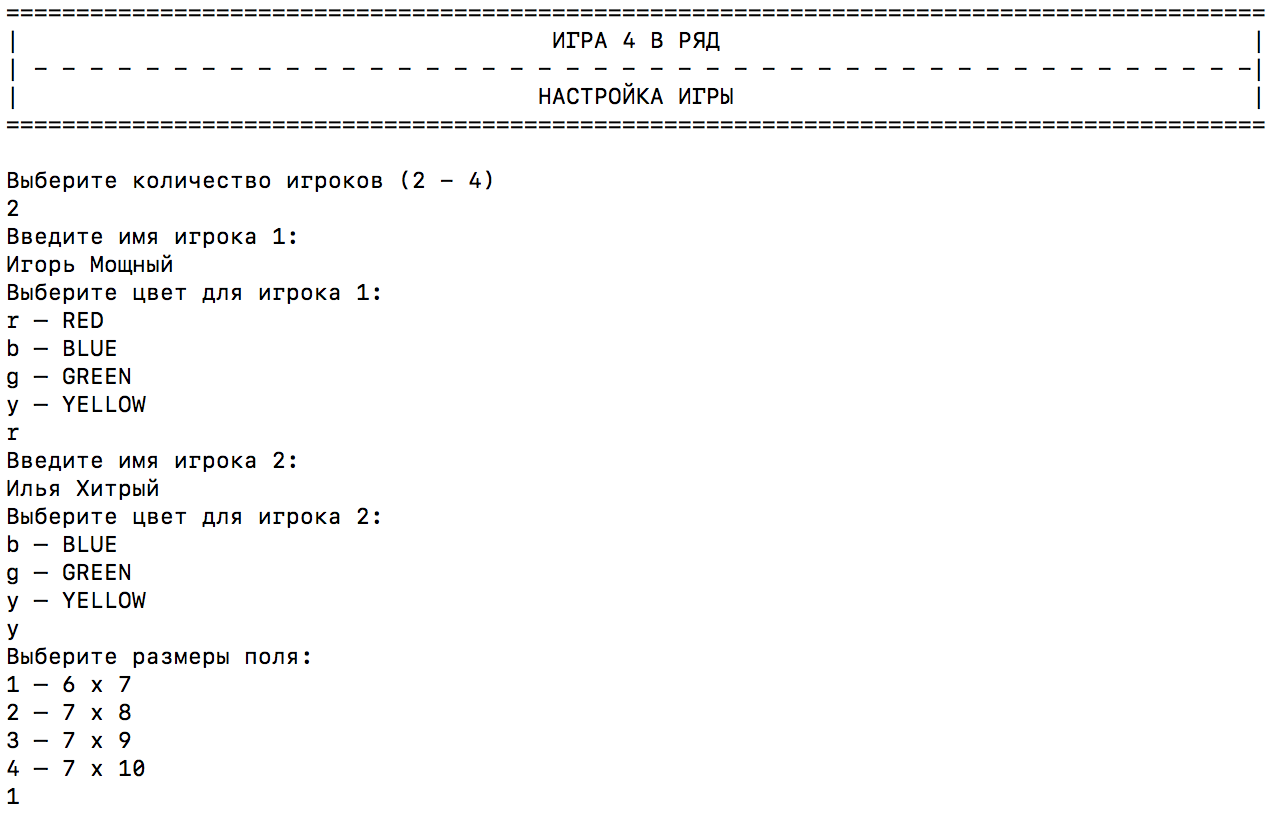 ==========================================================================================
|                                      ИГРА 4 В РЯД                                      |
| - - - - - - - - - - - - - - - - - - - - - - - - - - - - - - - - - - - - - - - - - - - -|
|                                     НАСТРОЙКА ИГРЫ                                     |
==========================================================================================
Выберите количество игроков (2 – 4)
2
Введите имя игрока 1:
Игорь Мощный
Выберите цвет для игрока 1:
r — RED
b — BLUE
g — GREEN
y — YELLOW
r
Введите имя игрока 2:
Илья Хитрый
Выберите цвет для игрока 2:
b — BLUE
g — GREEN
y — YELLOW
y
Выберите размеры поля:
1 — 6 x 7
2 — 7 x 8
3 — 7 x 9
4 — 7 x 10
1